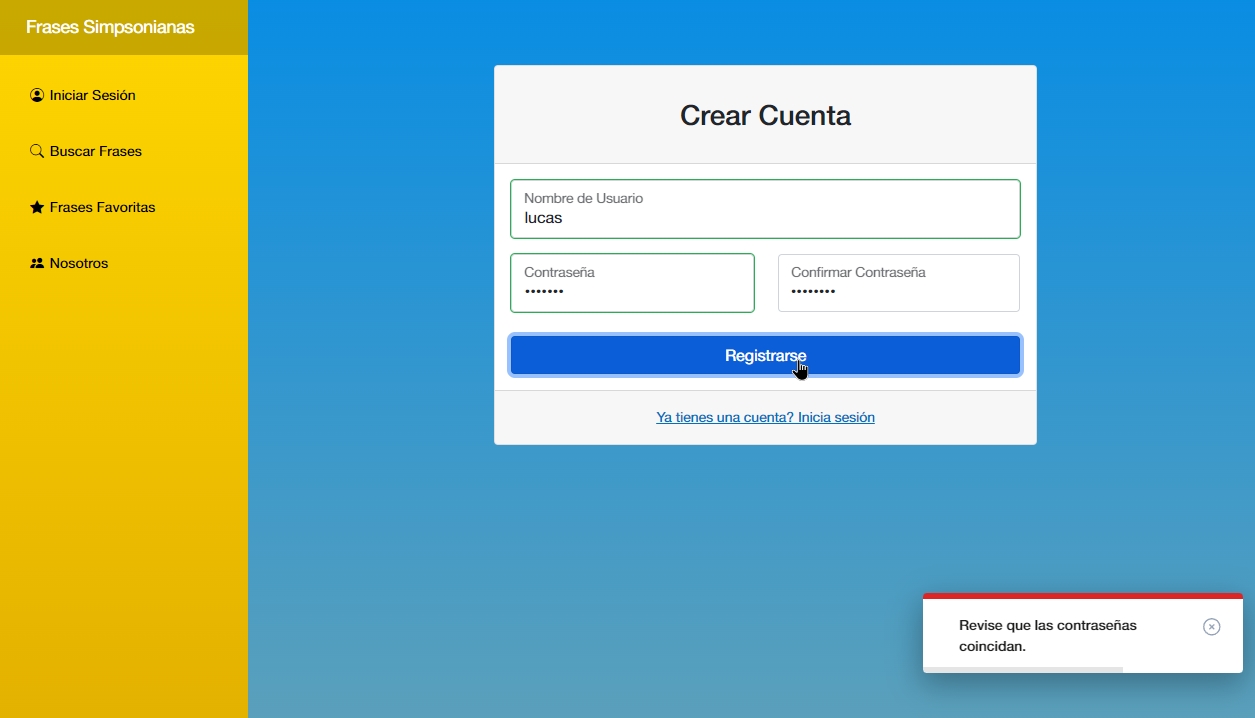 Frases Simpsonianas
Iniciar Sesión
Buscar Frases
Frases Favoritas
Nosotros
Crear Cuenta
Nombre de Usuario
lucas
Contraseña
•••••••
Confirmar Contraseña
••••••••
Registrarse
Ya tienes una cuenta? Inicia sesión
Revise que las contraseñas
coincidan.